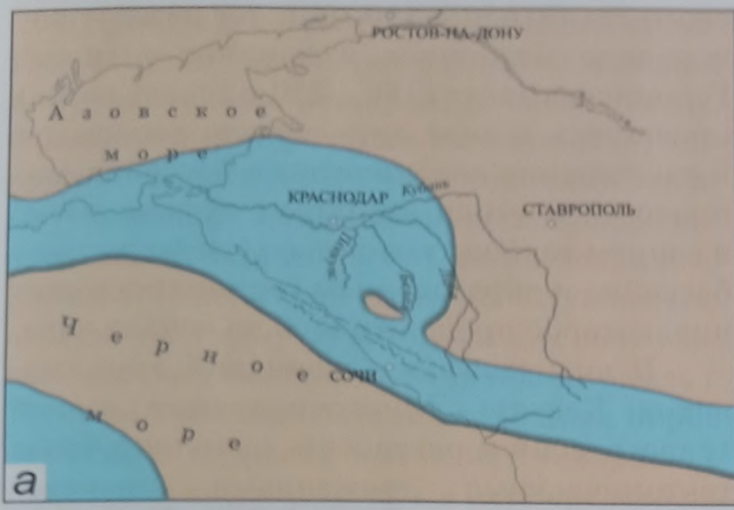 РОСТОВ-НА-ДОНУ
Азовское
море
КРАСНОДАР
Кубань
СТАВРОПОЛЬ
Черное
море
СОЧИ
а